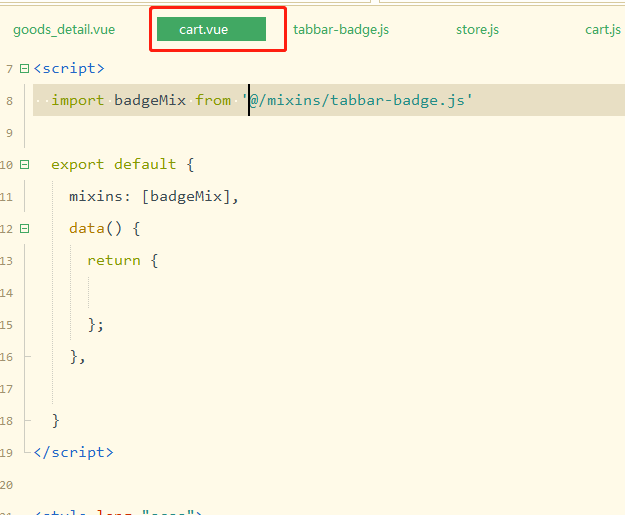 goods_detail.vue cart.vue tabbar-badge.js store.js cart.js
7 <script>
8 import badgeMix from '@/mixins/tabbar-badge.js'
9
10 export default {
11 mixins: [badgeMix],
12 data() {
13 return {
14
15 };
16 },
17
18 }
19 </script>
20